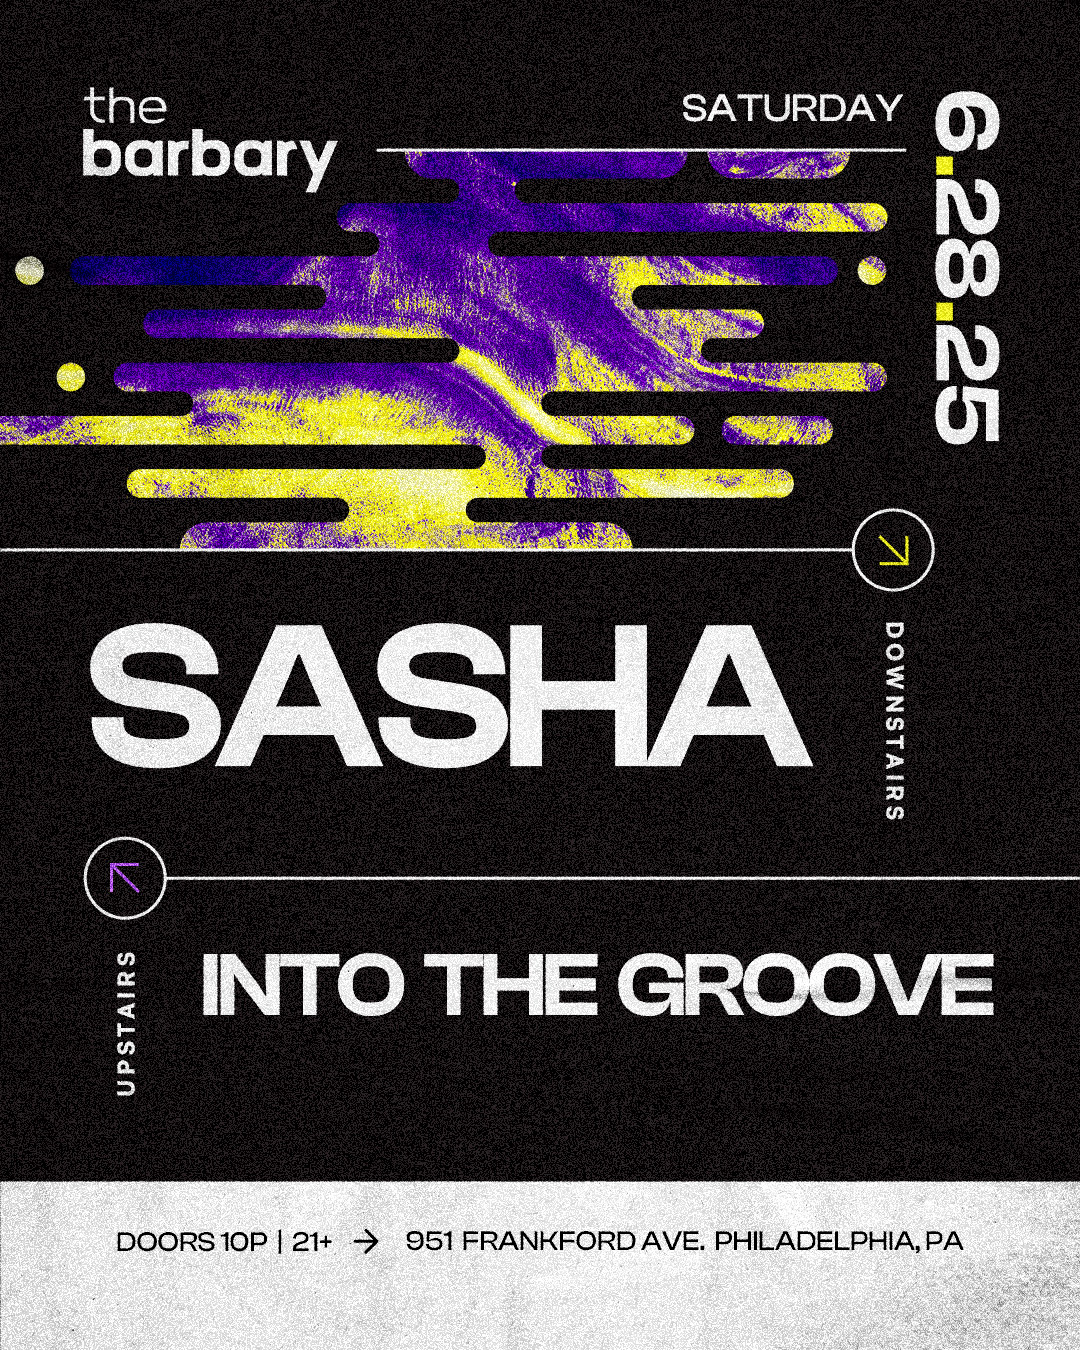 the
barbary
SATURDAY
6.28.25
SASHA
DOWNSTAIRS
UPSTAIRS
INTO THE GROOVE
DOORS 10P | 21+ → 951 FRANKFORD AVE. PHILADELPHIA, PA